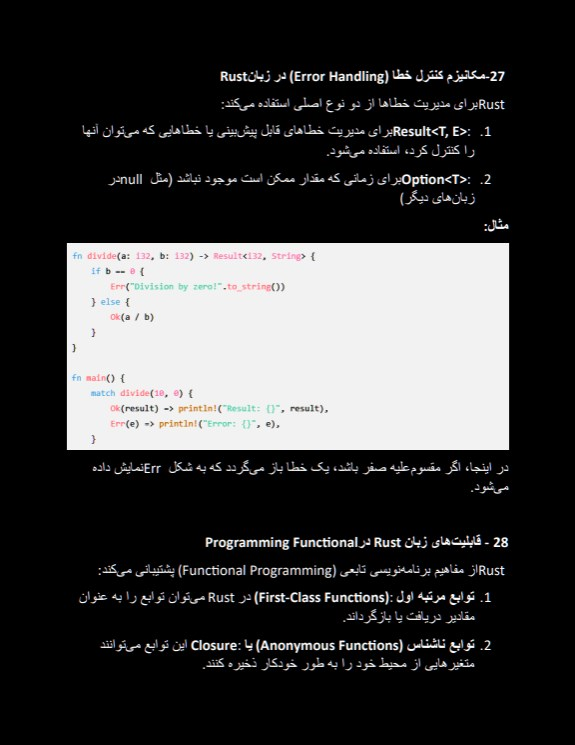 27-مکانیزم کنترل خطا (Error Handling) در زبانRust
Rustبرای مدیریت خطاها از دو نوع اصلی استفاده می‌کند:
1. Result<T, E>: برای مدیریت خطاهای قابل پیش‌بینی یا خطاهایی که می‌توان آنها
را کنترل کرد، استفاده می‌شود.
2. Option<T>: برای زمانی که مقدار ممکن است موجود نباشد (مثل nullدر
زبان‌های دیگر)
مثال:
fn divide(a: i32, b: i32) -> Result<i32, String> {
    if b == 0 {
        Err("Division by zero!".to_string())
    } else {
        Ok(a / b)
    }
}
fn main() {
    match divide(10, 0) {
        Ok(result) => println!("Result: {}", result),
        Err(e) => println!("Error: {}", e),
    }
در اینجا، اگر مقسوم‌علیه صفر باشد، یک خطا باز می‌گردد که به شکل Errنمایش داده
می‌شود.
28 - قابلیت‌های زبان Rust درProgramming Functional
Rustاز مفاهیم برنامه‌نویسی تابعی (Functional Programming) پشتیبانی می‌کند:
1. توابع مرتبه اول :(First-Class Functions) در Rust می‌توان توابع را به عنوان
مقادیر دریافت یا بازگرداند.
2. توابع ناشناس (Anonymous Functions) یا Closure: این توابع می‌توانند
متغیرهایی از محیط خود را به طور خودکار ذخیره کنند.